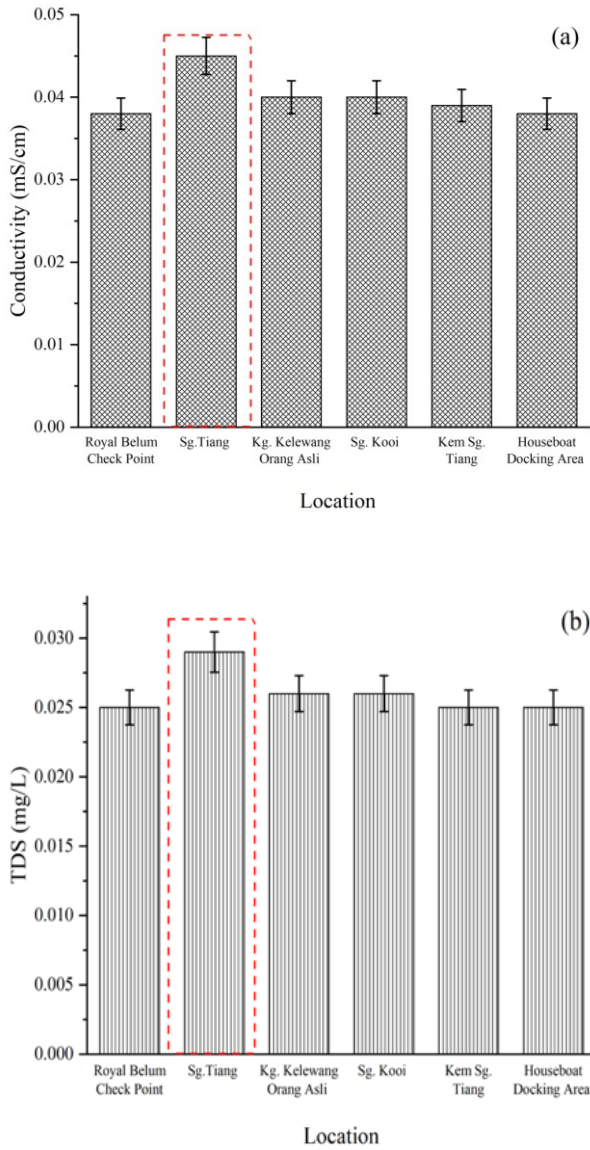 (a)
0.05
0.04
0.03
0.02
0.01
0.00
Conductivity (mS/cm)
Royal Belum
Check Point
Sg.Tiang
Kg. Kelewang
Orang Asli
Sg. Kooi
Kem Sg.
Tiang
Houseboat
Docking Area
Location
(b)
0.030
0.025
0.020
0.015
0.010
0.005
0.000
TDS (mg/L)
Royal Belum
Check Point
Sg.Tiang
Kg. Kelewang
Orang Asli
Sg. Kooi
Kem Sg.
Tiang
Houseboat
Docking Area
Location